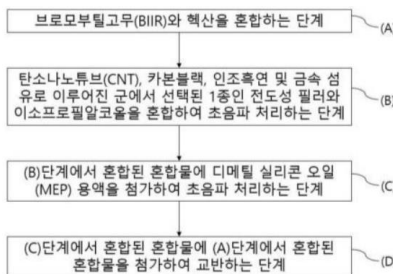 브로모부틸고무(BIIR)와 헥산을 혼합하는 단계
(A)
탄소나노튜브(CNT), 카본블랙, 인조흑연 및 금속 섬
유로 이루어진 군에서 선택된 1종인 전도성 필러와
이소프로필알코올을 혼합하여 초음파 처리하는 단계
(B)
(B)단계에서 혼합된 혼합물에 디메틸 실리콘 오일
(MEP) 용액을 첨가하여 초음파 처리하는 단계
(C)
(C)단계에서 혼합된 혼합물에 (A)단계에서 혼합된
혼합물을 첨가하여 교반하는 단계
(D)